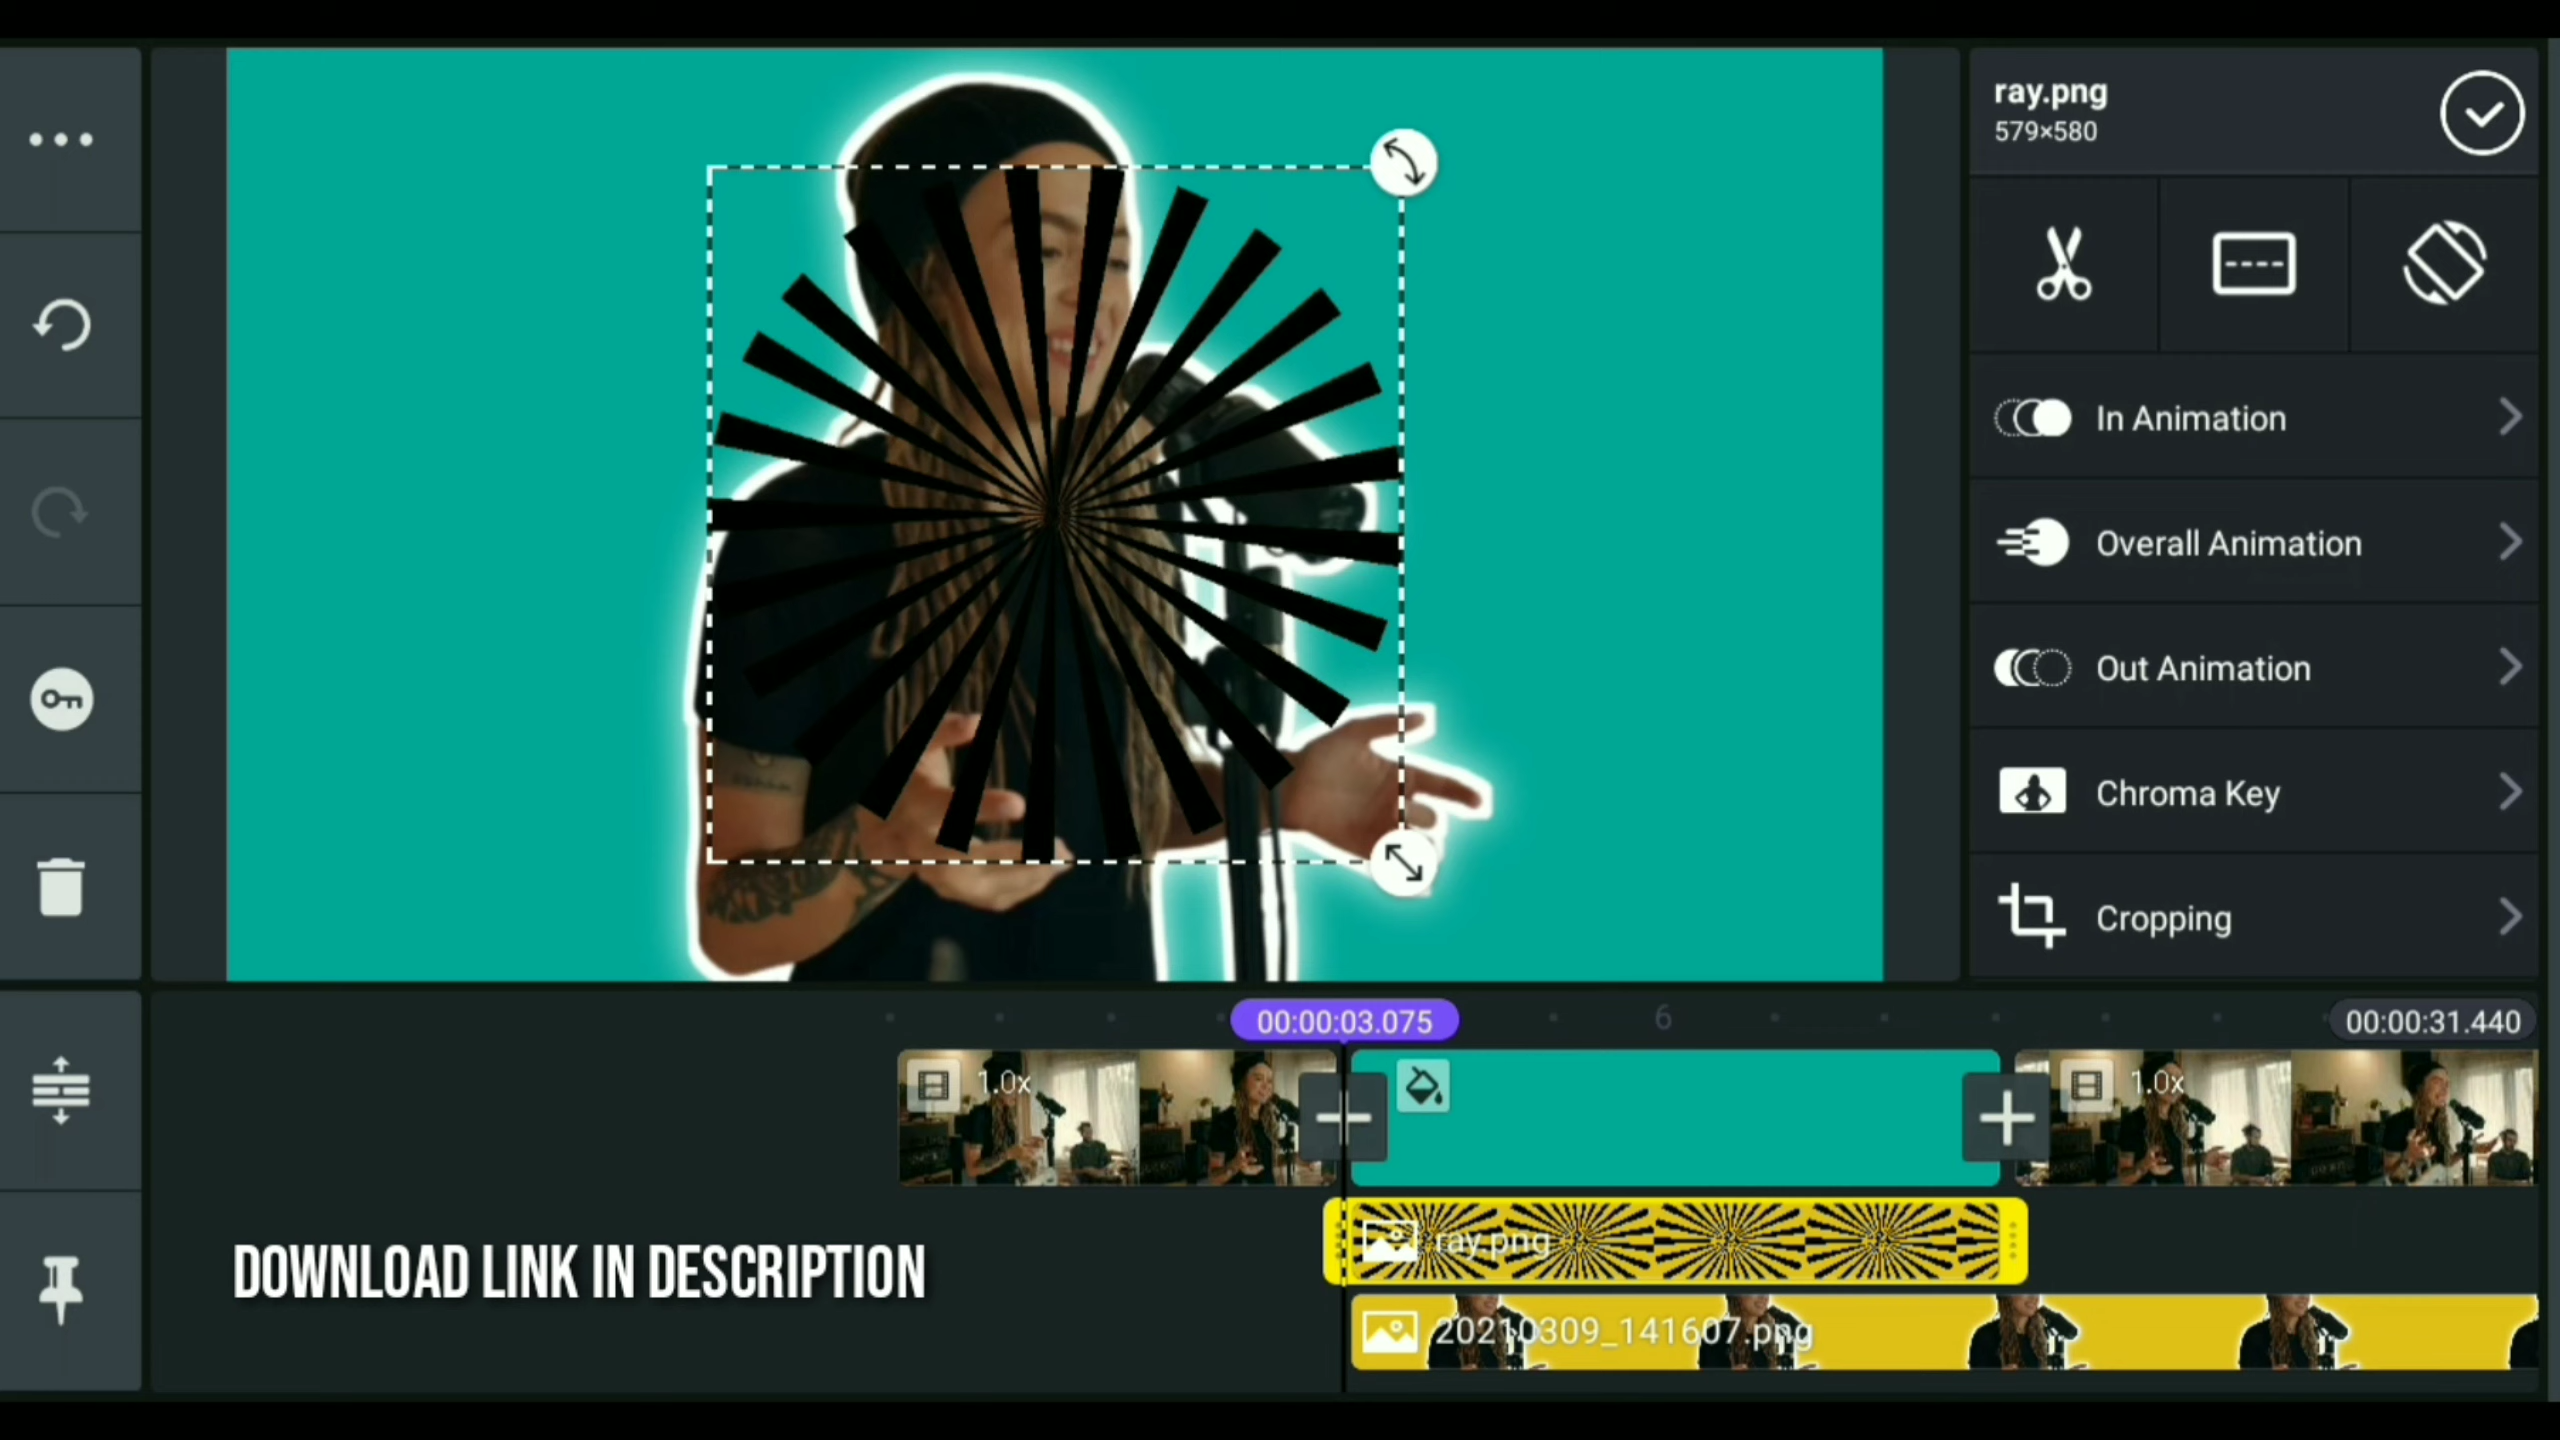 ray.png
579×580
In Animation
Overall Animation
Out Animation
Chroma Key
Cropping
00:00:03.075
6
00:00:31.440
1.0x
1.0x
ray.png
DOWNLOAD LINK IN DESCRIPTION
20210309_141607.png